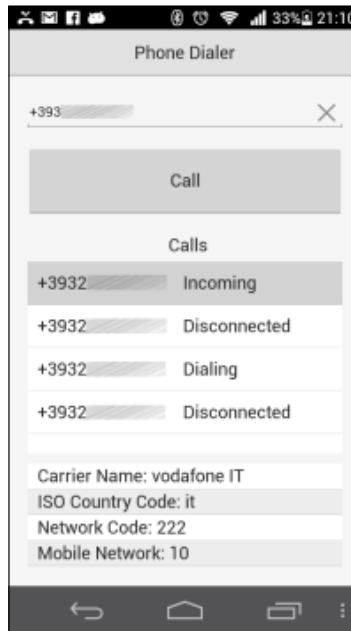 33% 21:10
Phone Dialer
+393
Call
Calls
+3932 Incoming
+3932 Disconnected
+3932 Dialing
+3932 Disconnected
Carrier Name: vodafone IT
ISO Country Code: it
Network Code: 222
Mobile Network: 10